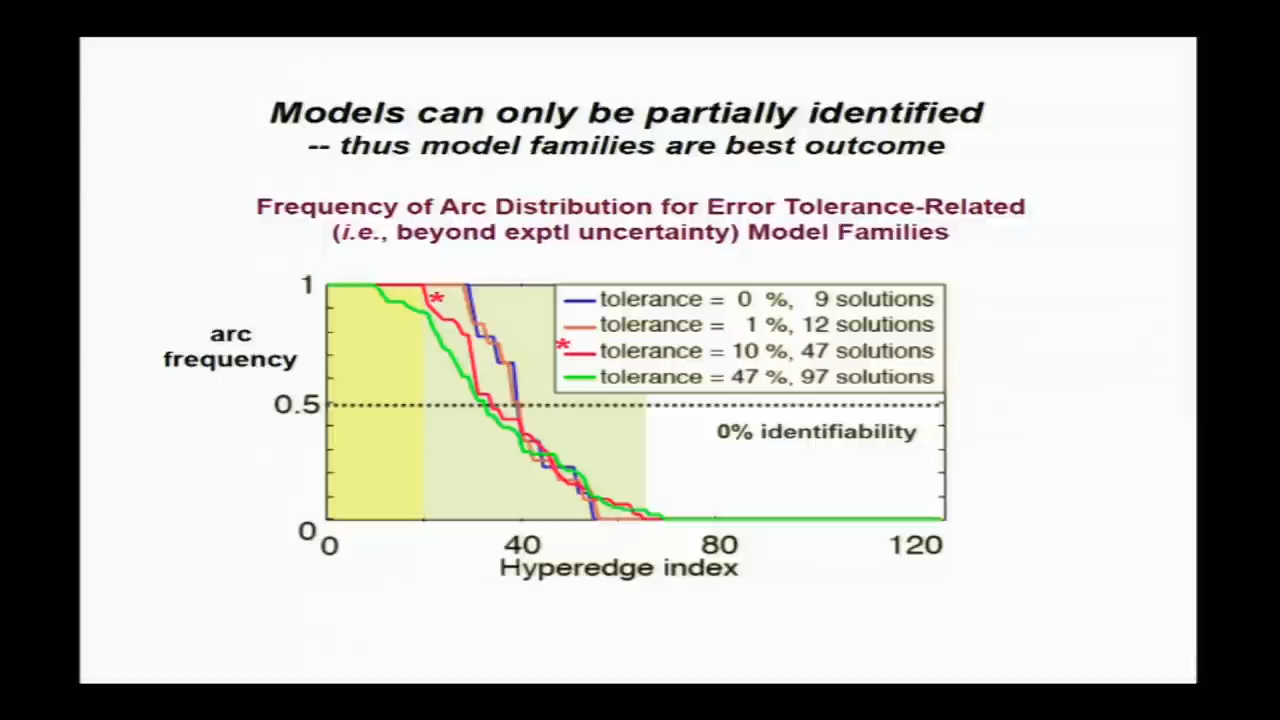 Models can only be partially identified
-- thus model families are best outcome
Frequency of Arc Distribution for Error Tolerance-Related
(i.e., beyond exptl uncertainty) Model Families
arc
frequency
1
0.5
0
*
tolerance = 0 %, 9 solutions
tolerance = 1 %, 12 solutions
* tolerance = 10 %, 47 solutions
tolerance = 47 %, 97 solutions
0% identifiability
0 40 80 120
Hyperedge index